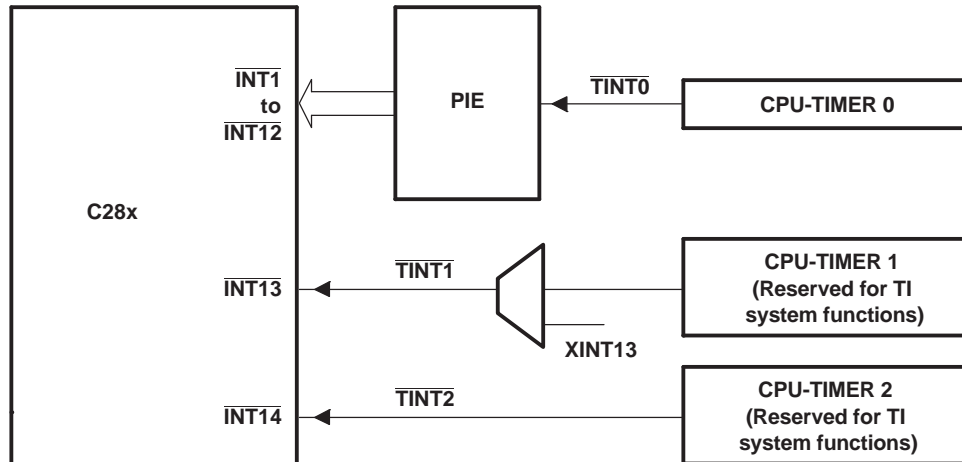 INT1
to
INT12
PIE
TINT0
CPU-TIMER 0
C28x
INT13
TINT1
XINT13
CPU-TIMER 1
(Reserved for TI
system functions)
INT14
TINT2
CPU-TIMER 2
(Reserved for TI
system functions)